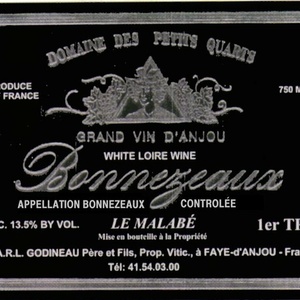 DOMAINE DES PETITS QUARTS
PRODUCE
FRANCE
750 M
GRAND VIN D'ANJOU
WHITE LOIRE WINE
Bonnezeaux
APPELLATION BONNEZEAUX CONTROLÉE
C. 13.5% BY VOL.
LE MALABÉ
1er TR
Mise en bouteille à la Propriété
A.R.L. GODINEAU Père et Fils, Prop. Vitic., à FAYE-d'ANJOU - Fra
Tél: 41.54.03.00